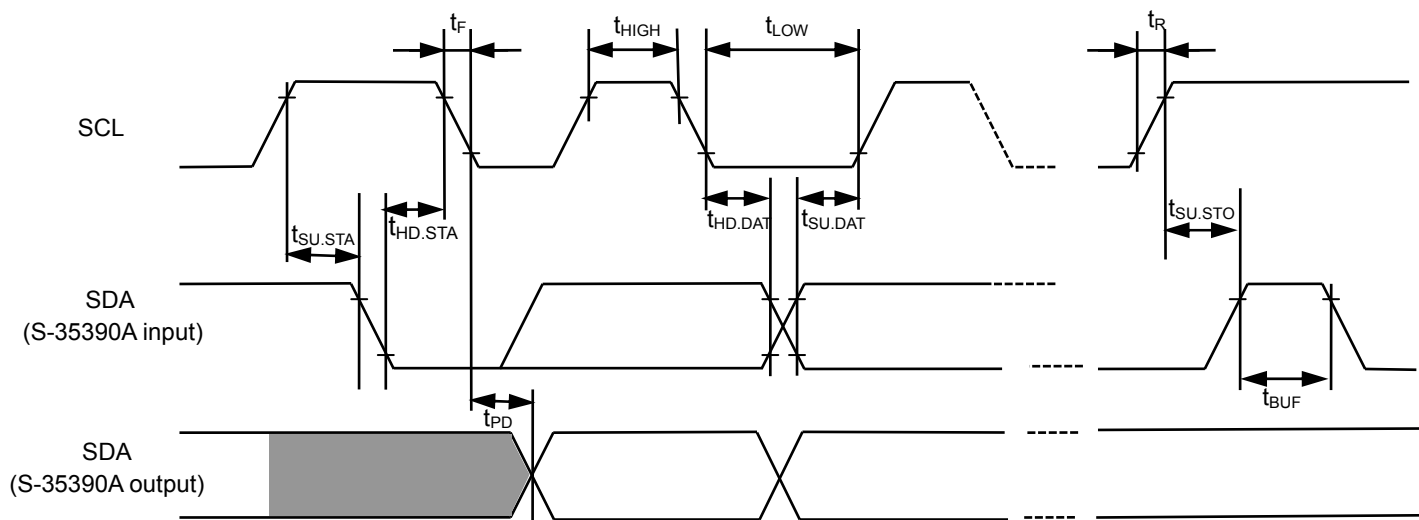 tF
tHIGH
tLOW
tR
SCL
tSU.STA
tHD.STA
tHD.DAT
tSU.DAT
tSU.STO
SDA
(S-35390A input)
tBUF
tPD
SDA
(S-35390A output)